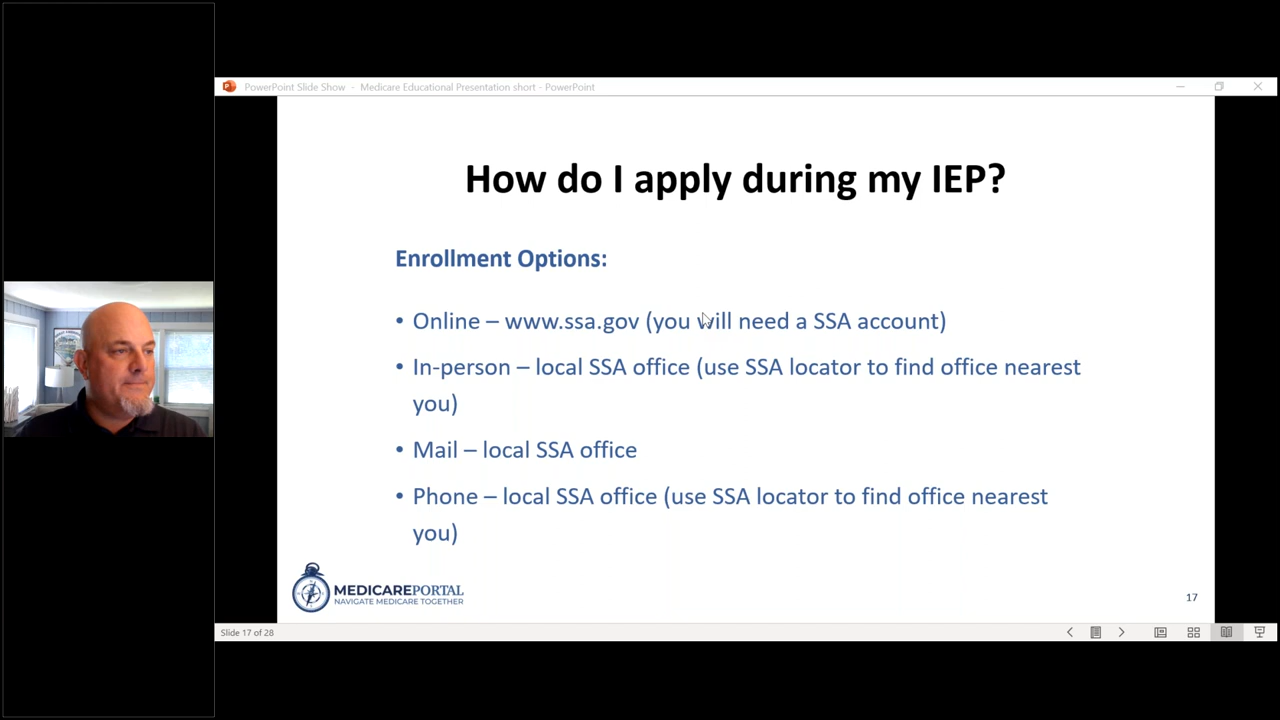 PowerPoint Slide Show - Medicare Educational Presentation short - PowerPoint
How do I apply during my IEP?
Enrollment Options:
• Online – www.ssa.gov (you will need a SSA account)
• In-person – local SSA office (use SSA locator to find office nearest
you)
• Mail – local SSA office
• Phone – local SSA office (use SSA locator to find office nearest
you)
MEDICAREPORTAL
NAVIGATE MEDICARE TOGETHER
17
Slide 17 of 28